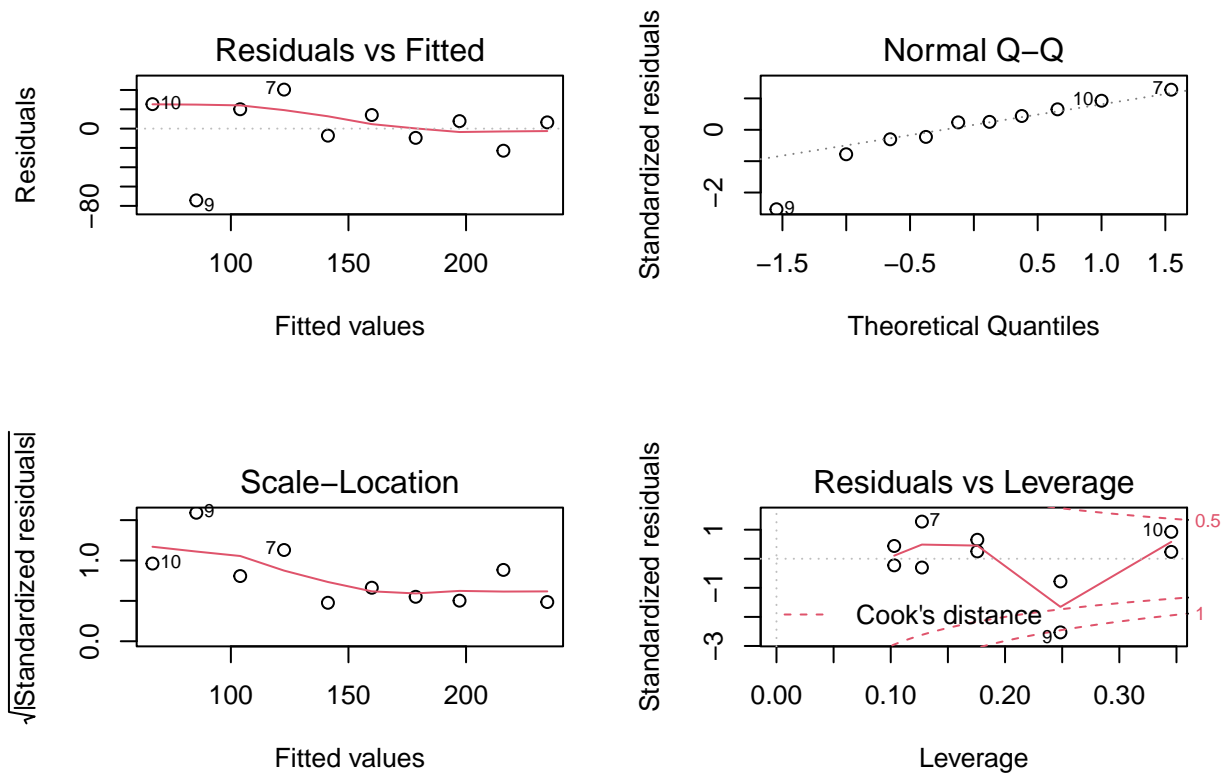 Residuals vs Fitted
Residuals
0
−80
10
7
9
100
150
200
Fitted values
Normal Q−Q
Standardized residuals
0
−2
9
10
7
−1.5
−0.5
0.5
1.0
1.5
Theoretical Quantiles
Scale−Location
√|Standardized residuals|
1.0
0.0
9
10
7
100
150
200
Fitted values
Residuals vs Leverage
Standardized residuals
1
−1
−3
7
10
0.5
Cook's distance
1
9
0.00
0.10
0.20
0.30
Leverage